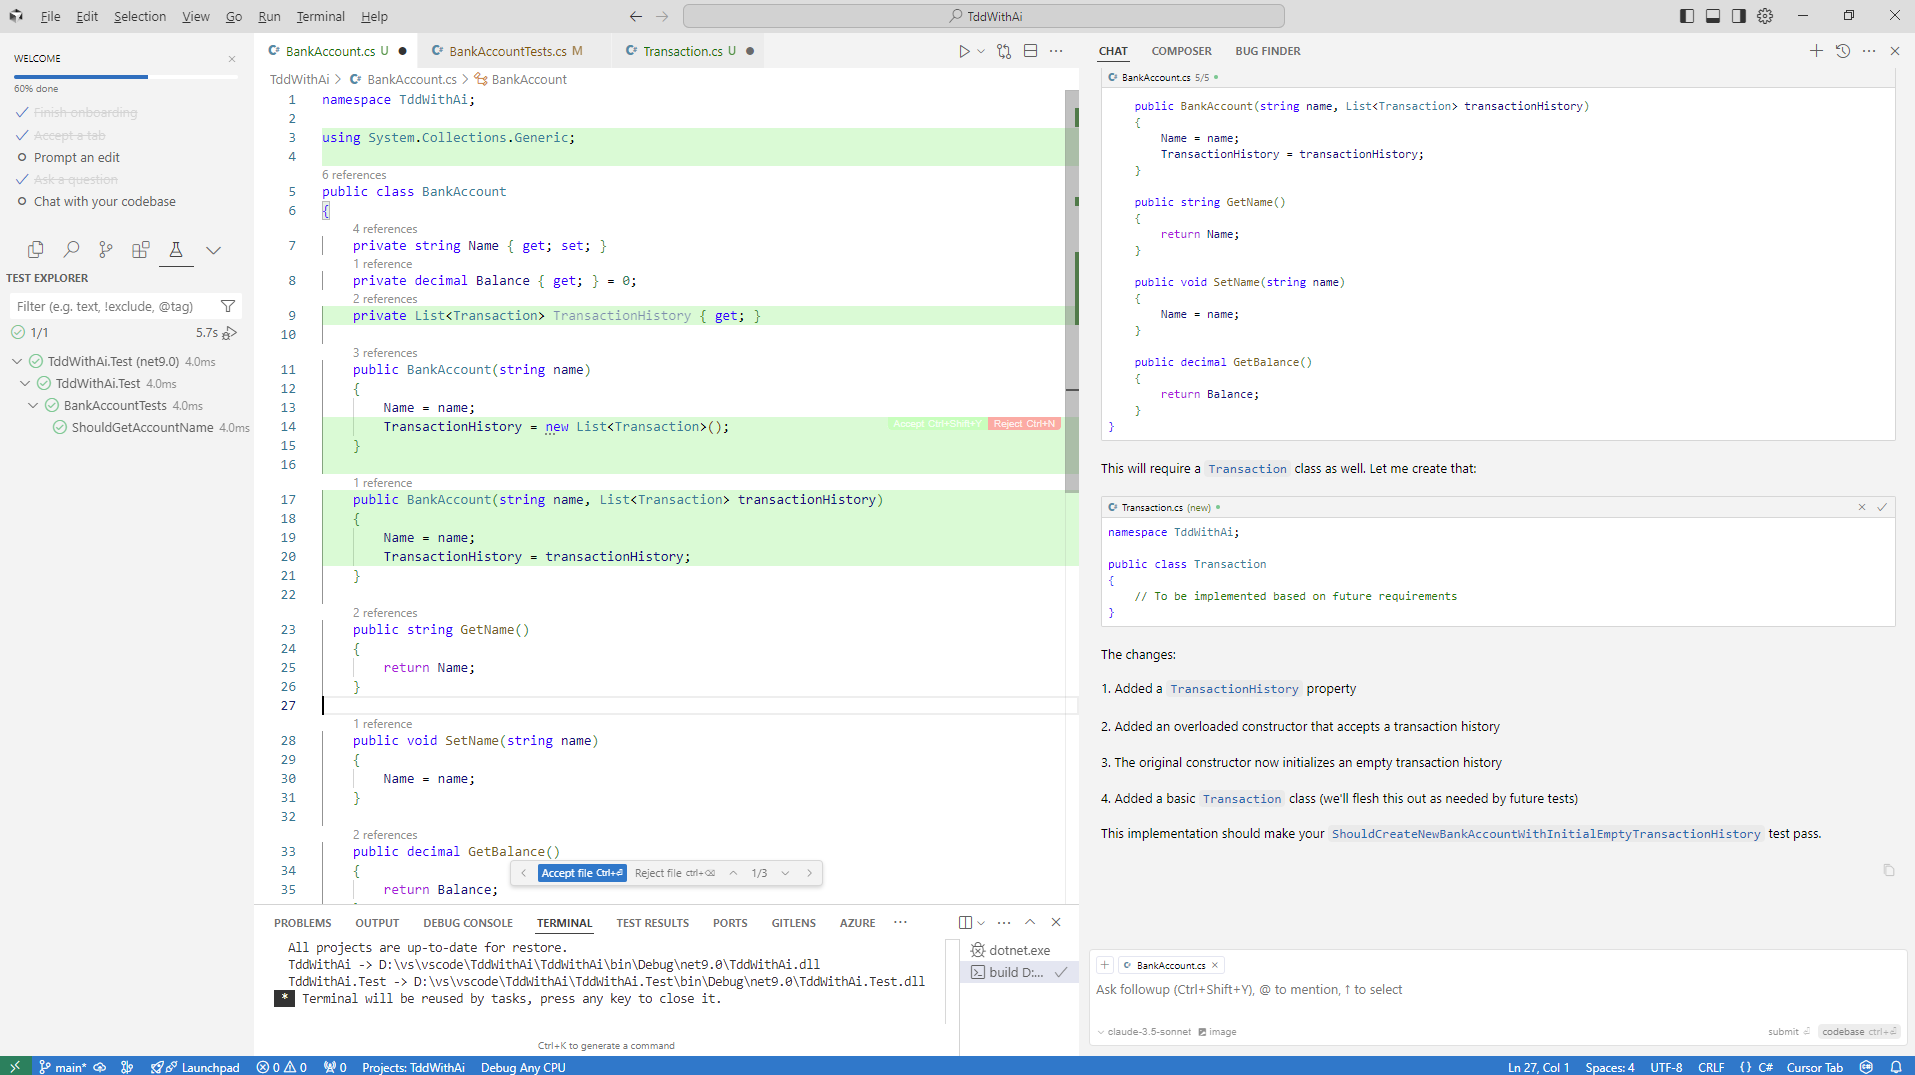 File Edit Selection View Go Run Terminal Help
TddWithAi
WELCOME
60% done
Finish onboarding
Accept a tab
Prompt an edit
Ask a question
Chat with your codebase
TEST EXPLORER
Filter (e.g. text, !exclude, @tag)
1/1 5.7s
TddWithAi.Test (net9.0) 4.0ms
TddWithAi.Test 4.0ms
BankAccountTests 4.0ms
ShouldGetAccountName 4.0ms
BankAccount.cs U
BankAccountTests.cs M
Transaction.cs U
TddWithAi > BankAccount.cs > BankAccount
1 namespace TddWithAi;
2
3 using System.Collections.Generic;
4
6 references
5 public class BankAccount
6 {
4 references
7 private string Name { get; set; }
1 reference
8 private decimal Balance { get; } = 0;
2 references
9 private List<Transaction> TransactionHistory { get; }
10
3 references
11 public BankAccount(string name)
12 {
13 Name = name;
14 TransactionHistory = new List<Transaction>();
Accept Ctrl+Shift+Y Reject Ctrl+N
15 }
16
1 reference
17 public BankAccount(string name, List<Transaction> transactionHistory)
18 {
19 Name = name;
20 TransactionHistory = transactionHistory;
21 }
22
2 references
23 public string GetName()
24 {
25 return Name;
26 }
27
1 reference
28 public void SetName(string name)
29 {
30 Name = name;
31 }
32
2 references
33 public decimal GetBalance()
34 {
35 return Balance;
Accept file Ctrl+⏎ Reject file ctrl+⌫ 1/3
PROBLEMS OUTPUT DEBUG CONSOLE TERMINAL TEST RESULTS PORTS GITLENS AZURE
All projects are up-to-date for restore.
TddWithAi -> D:\vs\vscode\TddWithAi\TddWithAi\bin\Debug\net9.0\TddWithAi.dll
TddWithAi.Test -> D:\vs\vscode\TddWithAi\TddWithAi.Test\bin\Debug\net9.0\TddWithAi.Test.dll
* Terminal will be reused by tasks, press any key to close it.
Ctrl+K to generate a command
dotnet.exe
build D:...
CHAT COMPOSER BUG FINDER
BankAccount.cs 5/5
public BankAccount(string name, List<Transaction> transactionHistory)
{
Name = name;
TransactionHistory = transactionHistory;
}
public string GetName()
{
return Name;
}
public void SetName(string name)
{
Name = name;
}
public decimal GetBalance()
{
return Balance;
}
}
This will require a Transaction class as well. Let me create that:
Transaction.cs (new)
namespace TddWithAi;
public class Transaction
{
// To be implemented based on future requirements
}
The changes:
1. Added a TransactionHistory property
2. Added an overloaded constructor that accepts a transaction history
3. The original constructor now initializes an empty transaction history
4. Added a basic Transaction class (we'll flesh this out as needed by future tests)
This implementation should make your ShouldCreateNewBankAccountWithInitialEmptyTransactionHistory test pass.
+ BankAccount.cs ×
Ask followup (Ctrl+Shift+Y), @ to mention, ↑ to select
claude-3.5-sonnet image submit ⏎ codebase ctrl+⏎
main* Launchpad 0 0 0 Projects: TddWithAi Debug Any CPU
Ln 27, Col 1 Spaces: 4 UTF-8 CRLF {} C# Cursor Tab